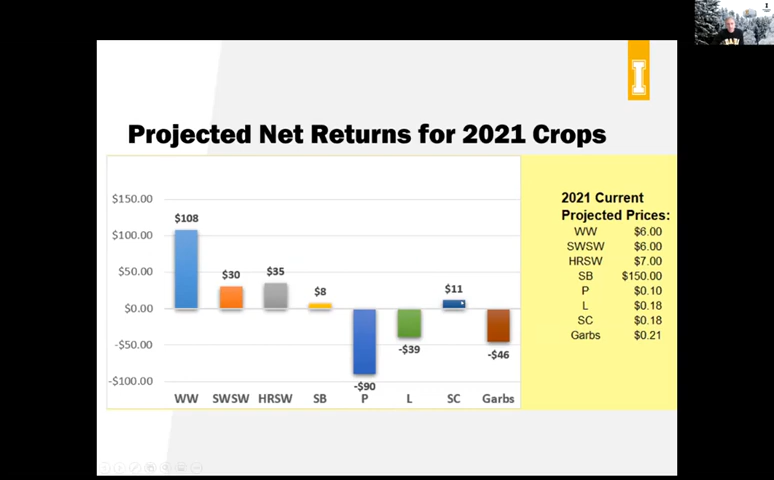 I
Projected Net Returns for 2021 Crops
$150.00
$100.00
$50.00
$0.00
-$50.00
-$100.00
$108
$30
$35
$8
-$90
-$39
$11
-$46
WW SWSW HRSW SB P L SC Garbs
2021 Current
Projected Prices:
WW $6.00
SWSW $6.00
HRSW $7.00
SB $150.00
P $0.10
L $0.18
SC $0.18
Garbs $0.21